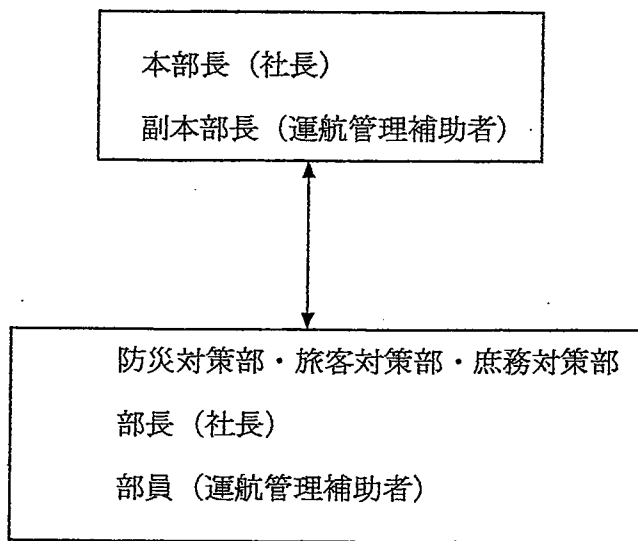 本部長（社長）
副本部長（運航管理補助者）
防災対策部・旅客対策部・庶務対策部
部長（社長）
部員（運航管理補助者）